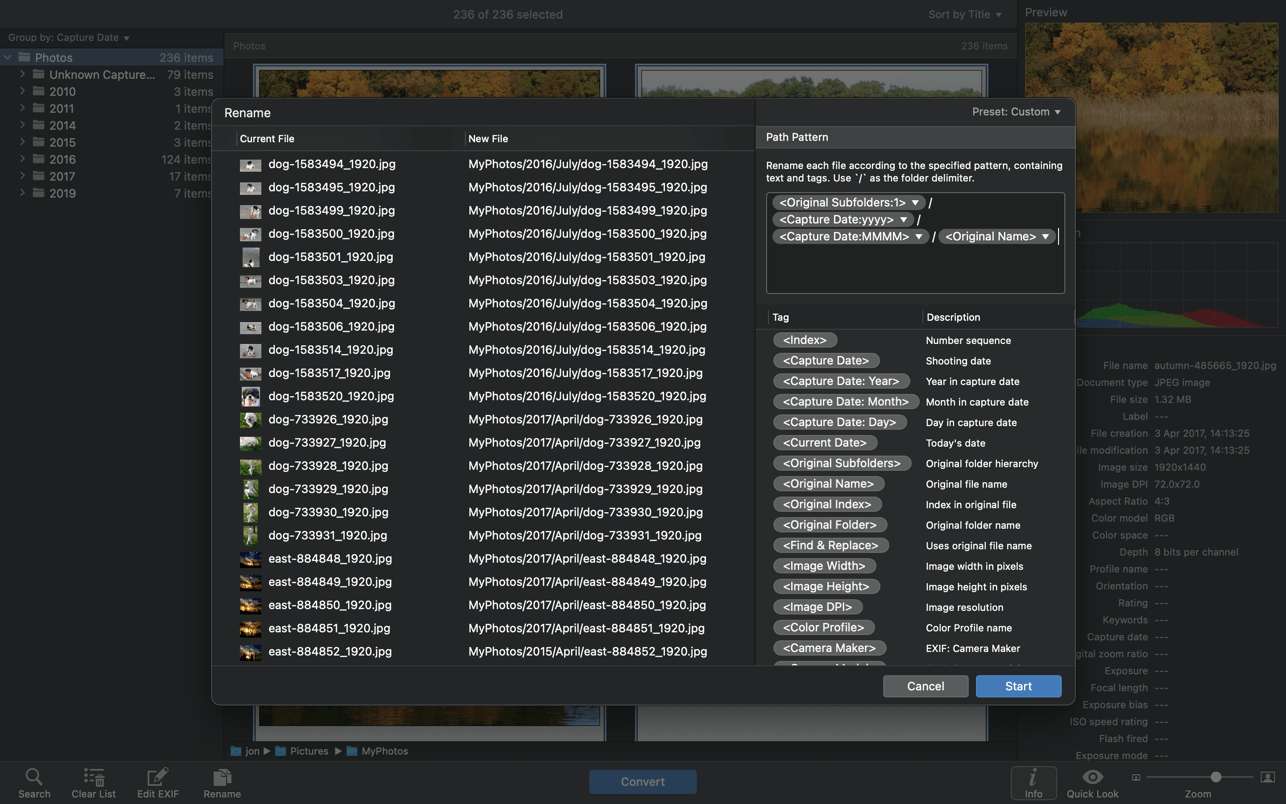 236 of 236 selected
Sort by Title
Preview
Group by: Capture Date
Photos 236 items
Unknown Capture... 79 items
2010 3 items
2011 1 items
2014 2 items
2015 3 items
2016 124 items
2017 17 items
2019 7 items
Photos 236 items
Rename
Current File New File
dog-1583494_1920.jpg MyPhotos/2016/July/dog-1583494_1920.jpg
dog-1583495_1920.jpg MyPhotos/2016/July/dog-1583495_1920.jpg
dog-1583499_1920.jpg MyPhotos/2016/July/dog-1583499_1920.jpg
dog-1583500_1920.jpg MyPhotos/2016/July/dog-1583500_1920.jpg
dog-1583501_1920.jpg MyPhotos/2016/July/dog-1583501_1920.jpg
dog-1583503_1920.jpg MyPhotos/2016/July/dog-1583503_1920.jpg
dog-1583504_1920.jpg MyPhotos/2016/July/dog-1583504_1920.jpg
dog-1583506_1920.jpg MyPhotos/2016/July/dog-1583506_1920.jpg
dog-1583514_1920.jpg MyPhotos/2016/July/dog-1583514_1920.jpg
dog-1583517_1920.jpg MyPhotos/2016/July/dog-1583517_1920.jpg
dog-1583520_1920.jpg MyPhotos/2016/July/dog-1583520_1920.jpg
dog-733926_1920.jpg MyPhotos/2017/April/dog-733926_1920.jpg
dog-733927_1920.jpg MyPhotos/2017/April/dog-733927_1920.jpg
dog-733928_1920.jpg MyPhotos/2017/April/dog-733928_1920.jpg
dog-733929_1920.jpg MyPhotos/2017/April/dog-733929_1920.jpg
dog-733930_1920.jpg MyPhotos/2017/April/dog-733930_1920.jpg
dog-733931_1920.jpg MyPhotos/2017/April/dog-733931_1920.jpg
east-884848_1920.jpg MyPhotos/2017/April/east-884848_1920.jpg
east-884849_1920.jpg MyPhotos/2017/April/east-884849_1920.jpg
east-884850_1920.jpg MyPhotos/2017/April/east-884850_1920.jpg
east-884851_1920.jpg MyPhotos/2017/April/east-884851_1920.jpg
east-884852_1920.jpg MyPhotos/2015/April/east-884852_1920.jpg
Preset: Custom
Path Pattern
Rename each file according to the specified pattern, containing
text and tags. Use `/` as the folder delimiter.
<Original Subfolders:1> /
<Capture Date:yyyy> /
<Capture Date:MMMM> / <Original Name>
Tag Description
<Index> Number sequence
<Capture Date> Shooting date
<Capture Date: Year> Year in capture date
<Capture Date: Month> Month in capture date
<Capture Date: Day> Day in capture date
<Current Date> Today's date
<Original Subfolders> Original folder hierarchy
<Original Name> Original file name
<Original Index> Index in original file
<Original Folder> Original folder name
<Find & Replace> Uses original file name
<Image Width> Image width in pixels
<Image Height> Image height in pixels
<Image DPI> Image resolution
<Color Profile> Color Profile name
<Camera Maker> EXIF: Camera Maker
Cancel Start
File name autumn-485665_1920.jpg
Document type JPEG image
File size 1.32 MB
Label ---
File creation 3 Apr 2017, 14:13:25
ile modification 3 Apr 2017, 14:13:25
Image size 1920x1440
Image DPI 72.0x72.0
Aspect Ratio 4:3
Color model RGB
Color space ---
Depth 8 bits per channel
Profile name ---
Orientation ---
Rating ---
Keywords ---
Capture date ---
gital zoom ratio ---
Exposure ---
Focal length ---
Exposure bias ---
ISO speed rating ---
Flash fired ---
Exposure mode ---
jon Pictures MyPhotos
Search Clear List Edit EXIF Rename Convert Info Quick Look Zoom